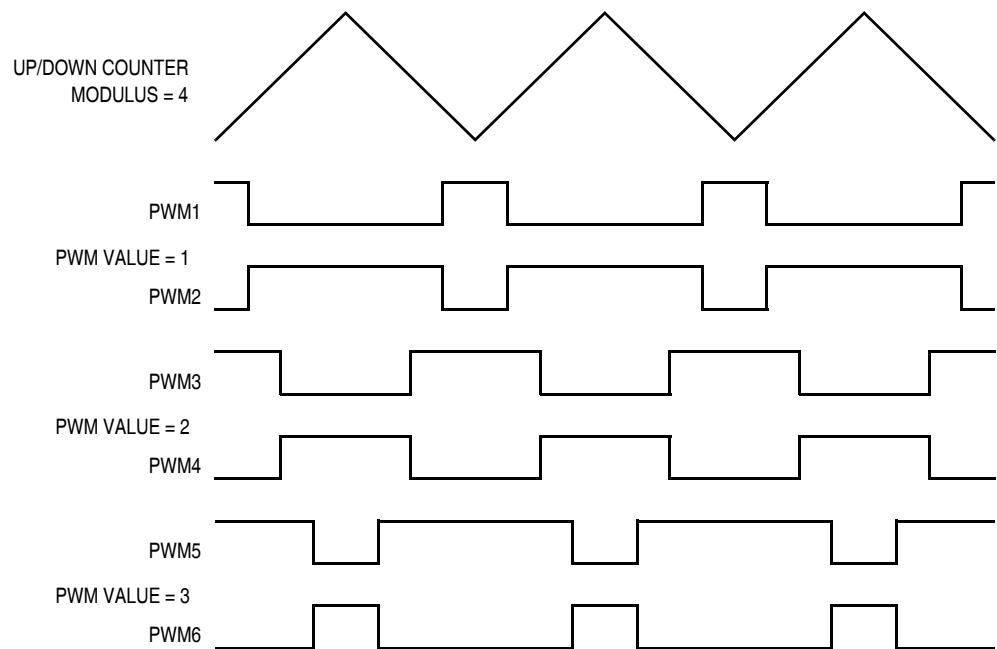 UP/DOWN COUNTER
MODULUS = 4
PWM1
PWM VALUE = 1
PWM2
PWM3
PWM VALUE = 2
PWM4
PWM5
PWM VALUE = 3
PWM6